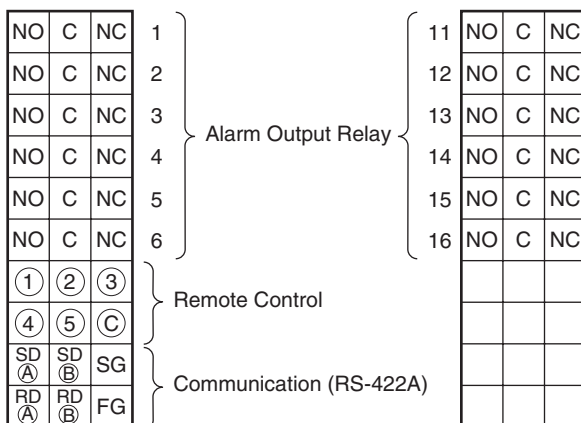 NO C NC 1 11 NO C NC
NO C NC 2 12 NO C NC
NO C NC 3 13 NO C NC
Alarm Output Relay
NO C NC 4 14 NO C NC
NO C NC 5 15 NO C NC
NO C NC 6 16 NO C NC
① ② ③
Remote Control
④ ⑤ Ⓒ
SD Ⓐ SD Ⓑ SG
Communication (RS-422A)
RD Ⓐ RD Ⓑ FG